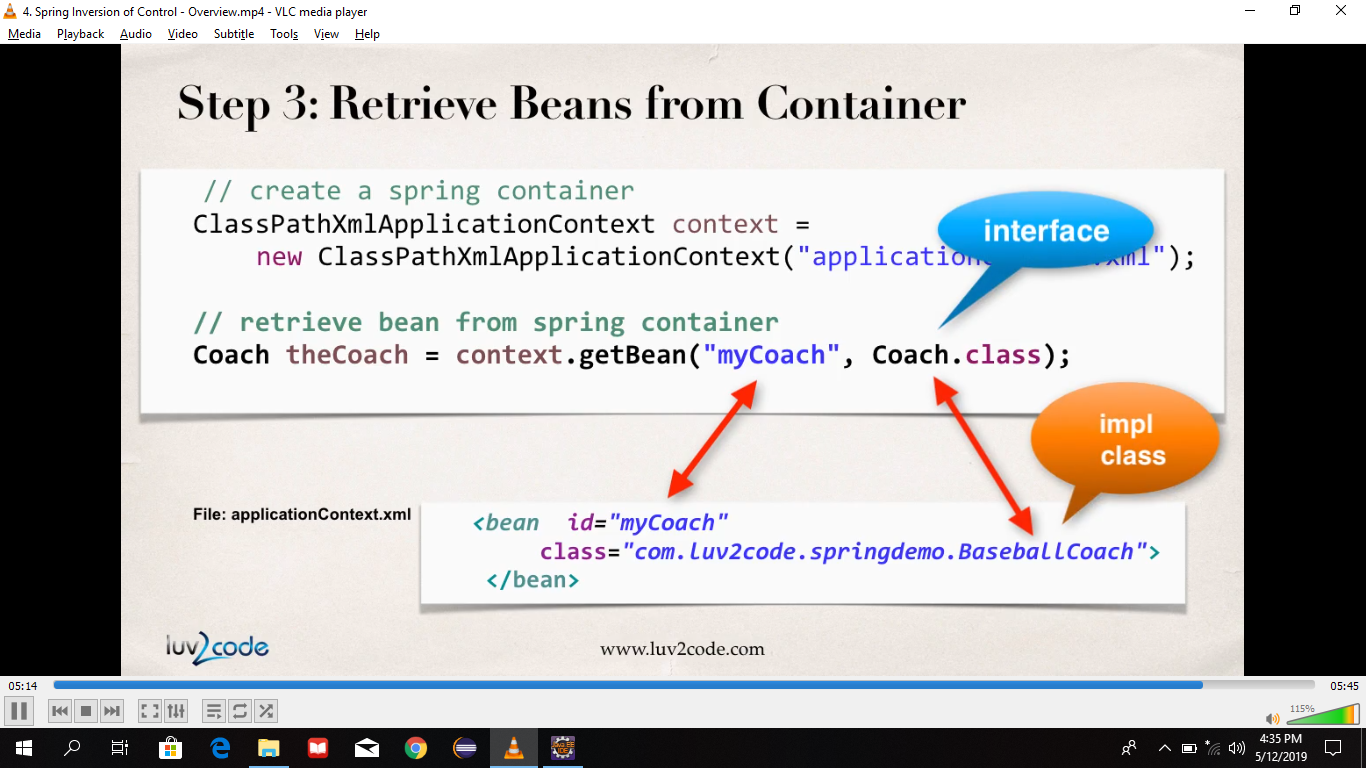 4. Spring Inversion of Control - Overview.mp4 - VLC media player
Media Playback Audio Video Subtitle Tools View Help
Step 3: Retrieve Beans from Container
// create a spring container
ClassPathXmlApplicationContext context =
new ClassPathXmlApplicationContext("application xml");
interface
// retrieve bean from spring container
Coach theCoach = context.getBean("myCoach", Coach.class);
impl
class
File: applicationContext.xml
<bean id="myCoach"
class="com.luv2code.springdemo.BaseballCoach">
</bean>
luv2code
www.luv2code.com
05:14
05:45
115%
4:35 PM
5/12/2019